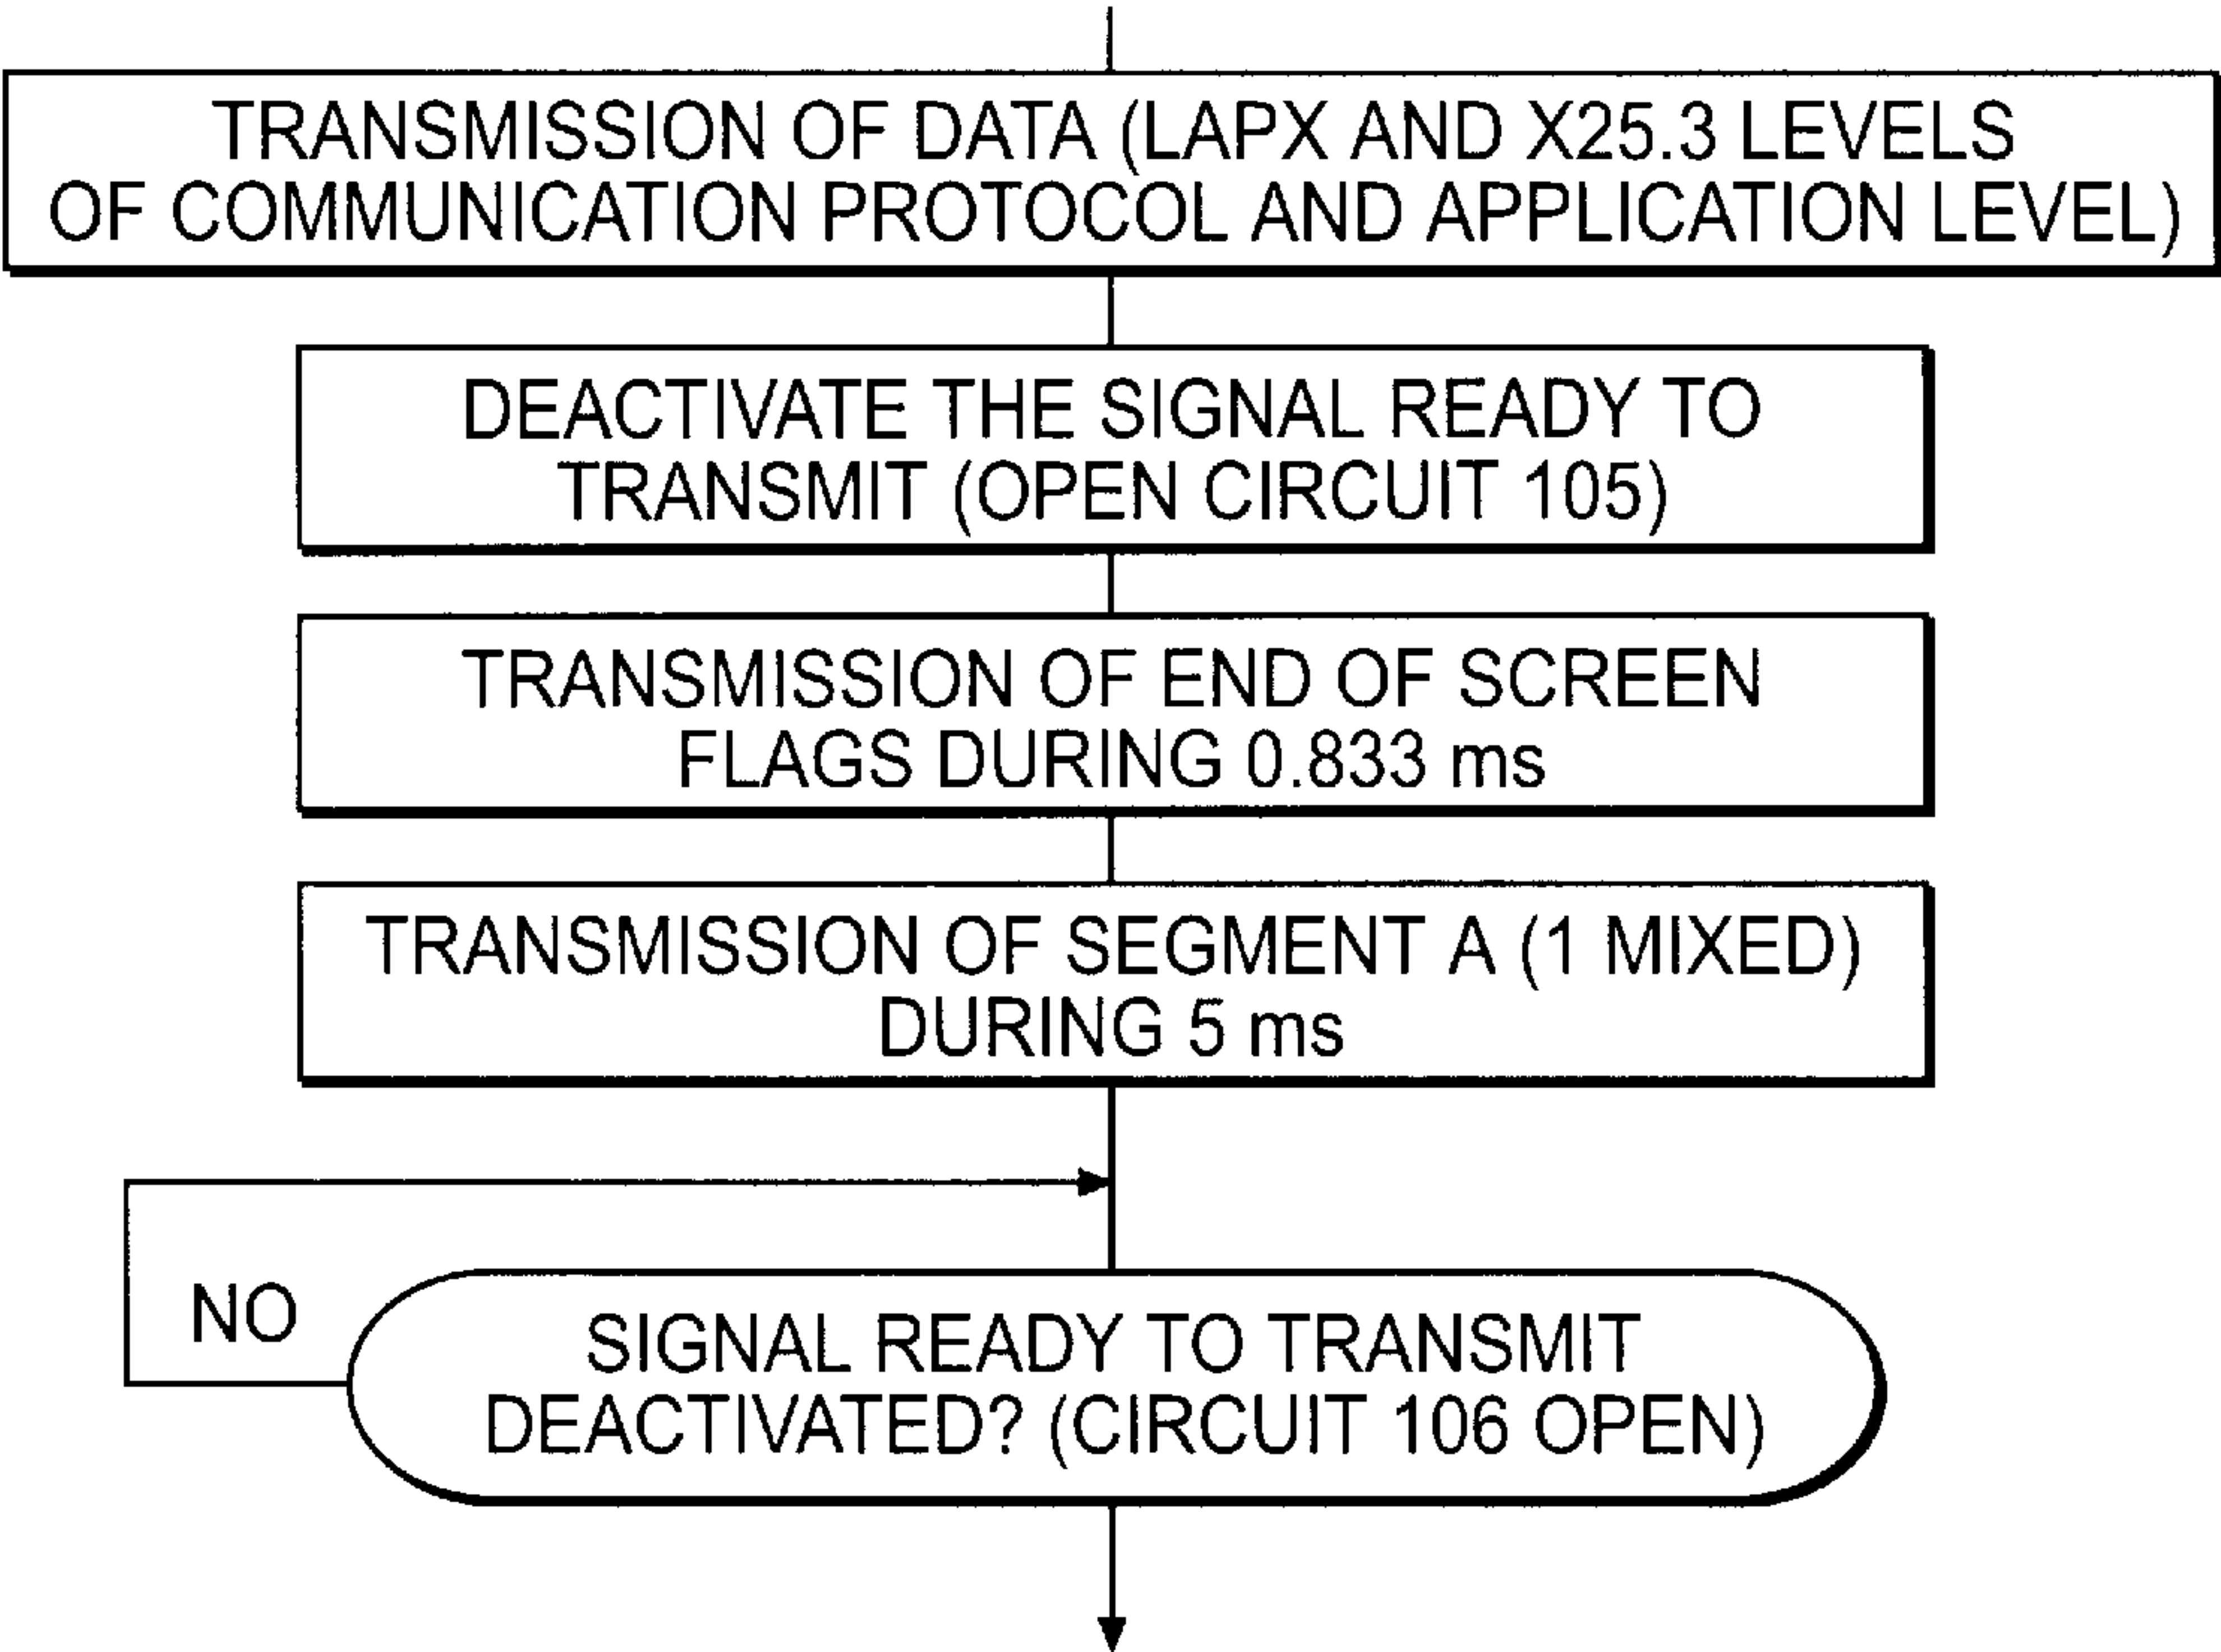 TRANSMISSION OF DATA (LAPX AND X25.3 LEVELS
OF COMMUNICATION PROTOCOL AND APPLICATION LEVEL)
DEACTIVATE THE SIGNAL READY TO
TRANSMIT (OPEN CIRCUIT 105)
TRANSMISSION OF END OF SCREEN
FLAGS DURING 0.833 ms
TRANSMISSION OF SEGMENT A (1 MIXED)
DURING 5 ms
NO
SIGNAL READY TO TRANSMIT
DEACTIVATED? (CIRCUIT 106 OPEN)